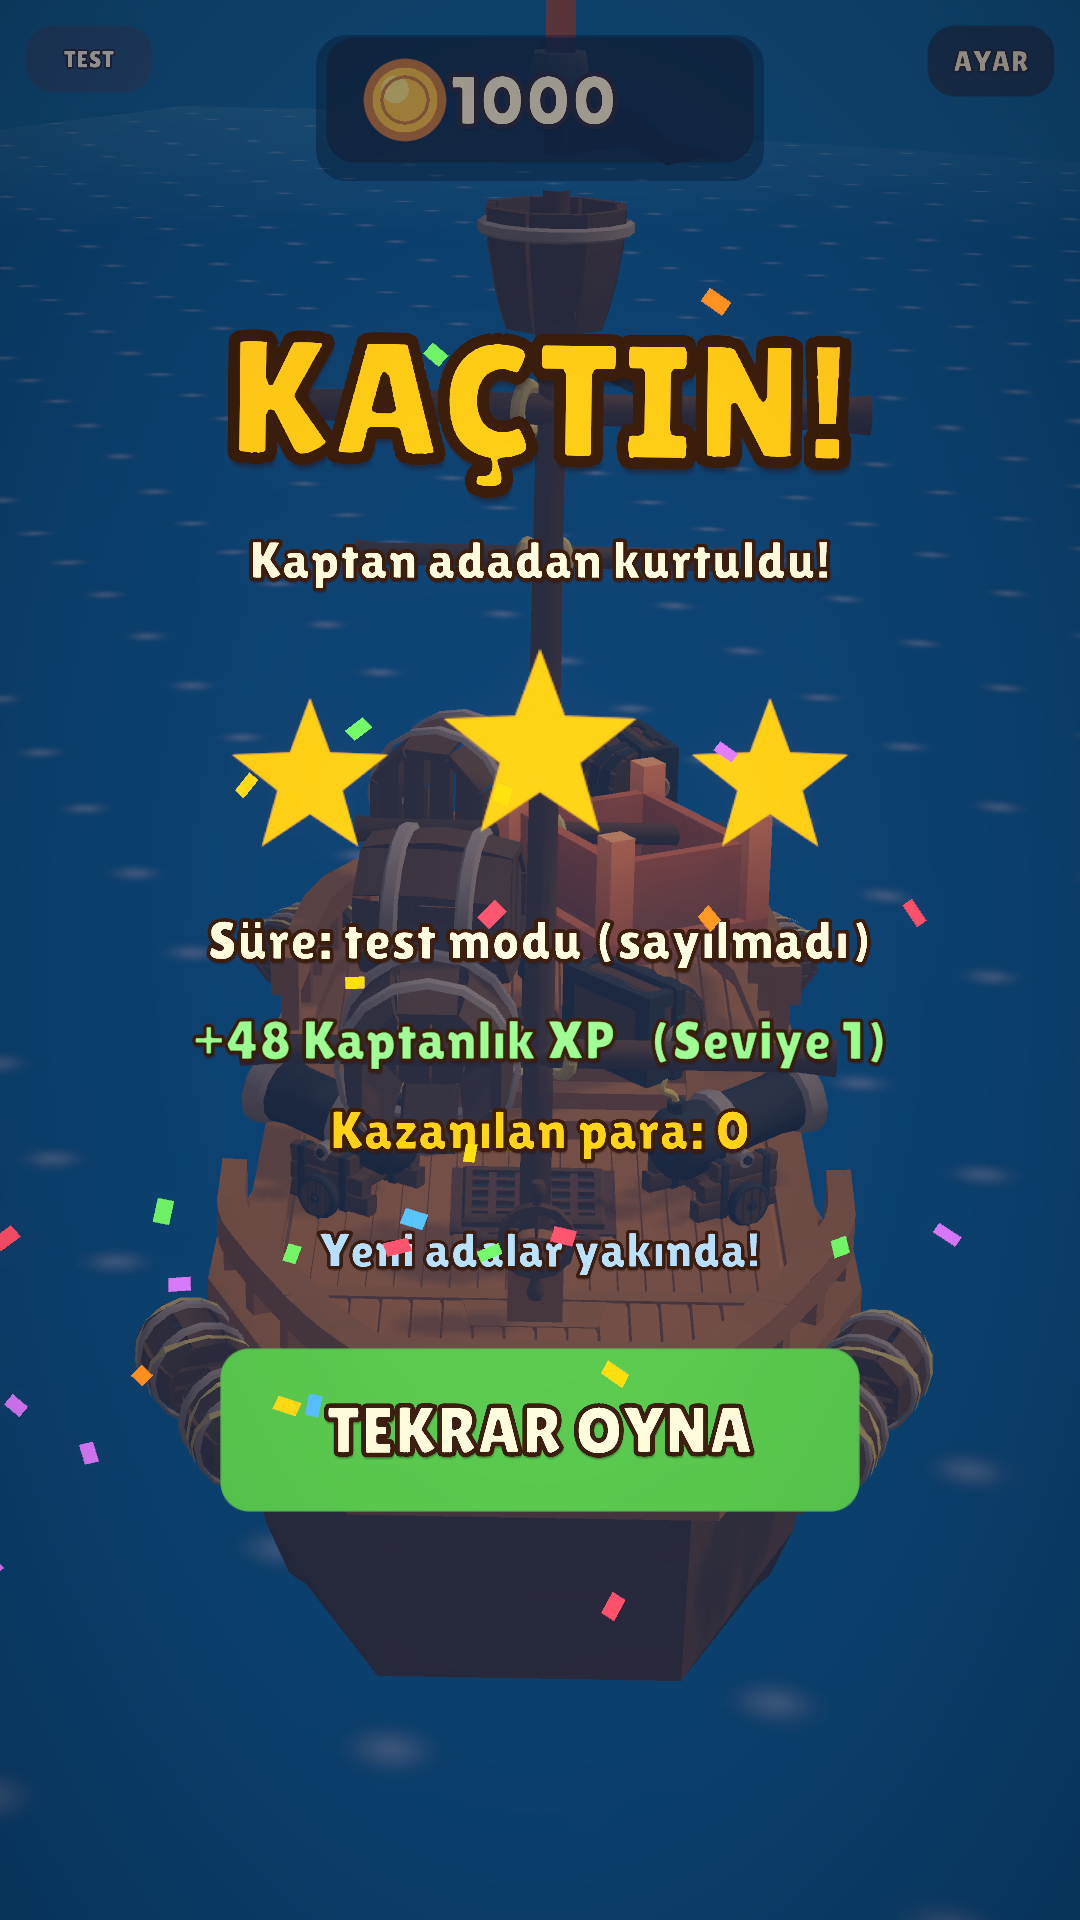 TEST
1000
AYAR
KAÇTIN!
Kaptan adadan kurtuldu!
Süre: test modu (sayılmadı)
+48 Kaptanlık XP (Seviye 1)
Kazanılan para: 0
Yeni adalar yakında!
TEKRAR OYNA